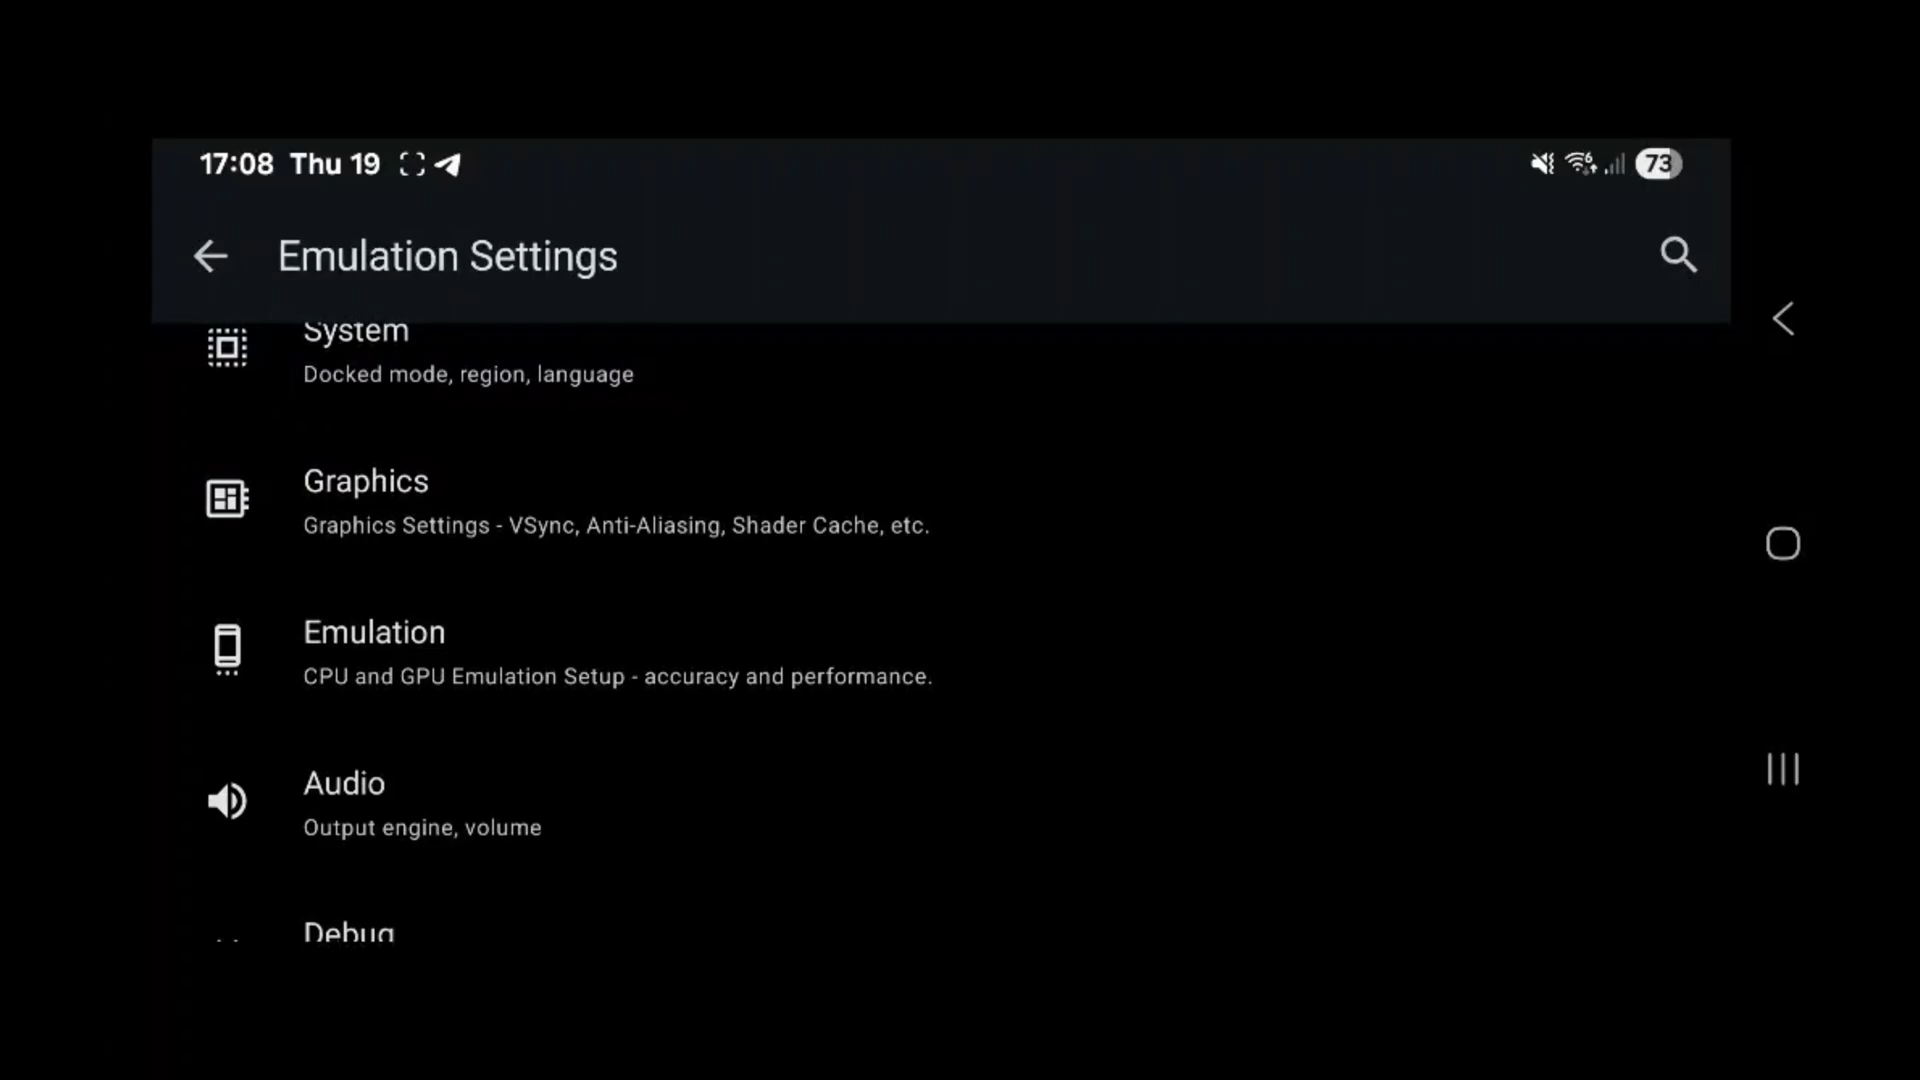 17:08 Thu 19
73
Emulation Settings
System
Docked mode, region, language
Graphics
Graphics Settings - VSync, Anti-Aliasing, Shader Cache, etc.
Emulation
CPU and GPU Emulation Setup - accuracy and performance.
Audio
Output engine, volume
Debug